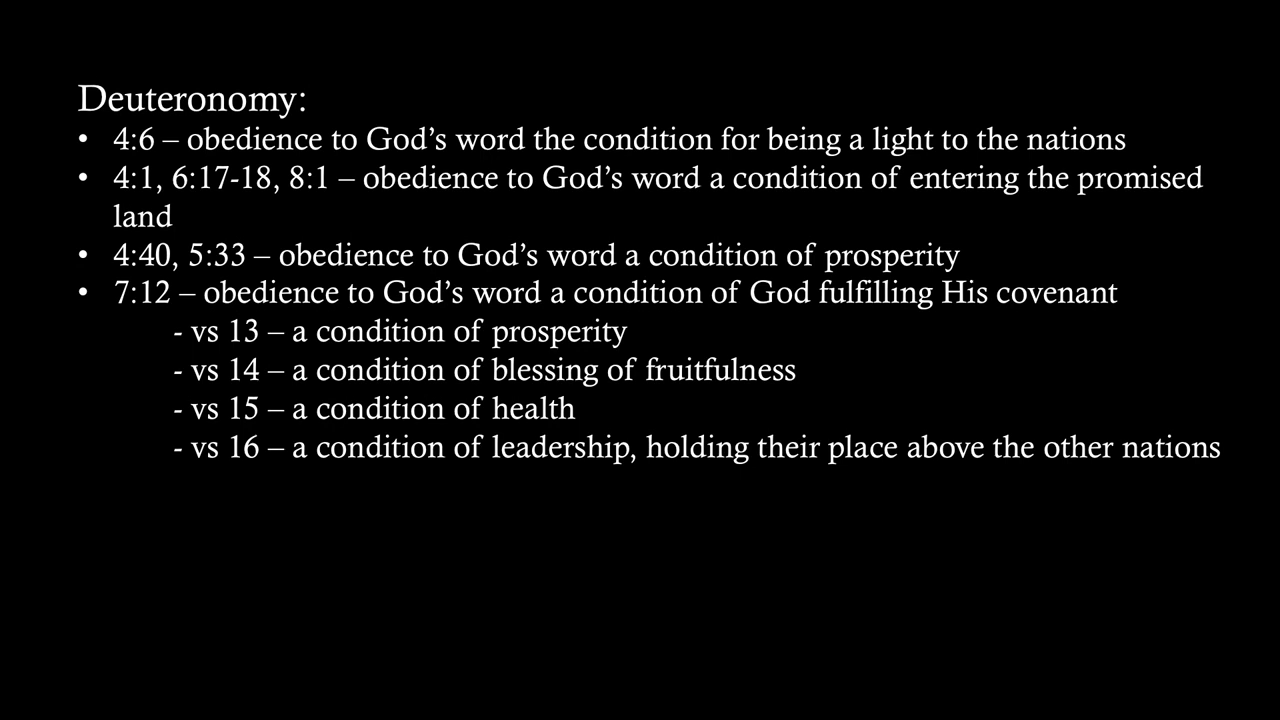 Deuteronomy:
• 4:6 – obedience to God’s word the condition for being a light to the nations
• 4:1, 6:17-18, 8:1 – obedience to God’s word a condition of entering the promised
land
• 4:40, 5:33 – obedience to God’s word a condition of prosperity
• 7:12 – obedience to God’s word a condition of God fulfilling His covenant
- vs 13 – a condition of prosperity
- vs 14 – a condition of blessing of fruitfulness
- vs 15 – a condition of health
- vs 16 – a condition of leadership, holding their place above the other nations